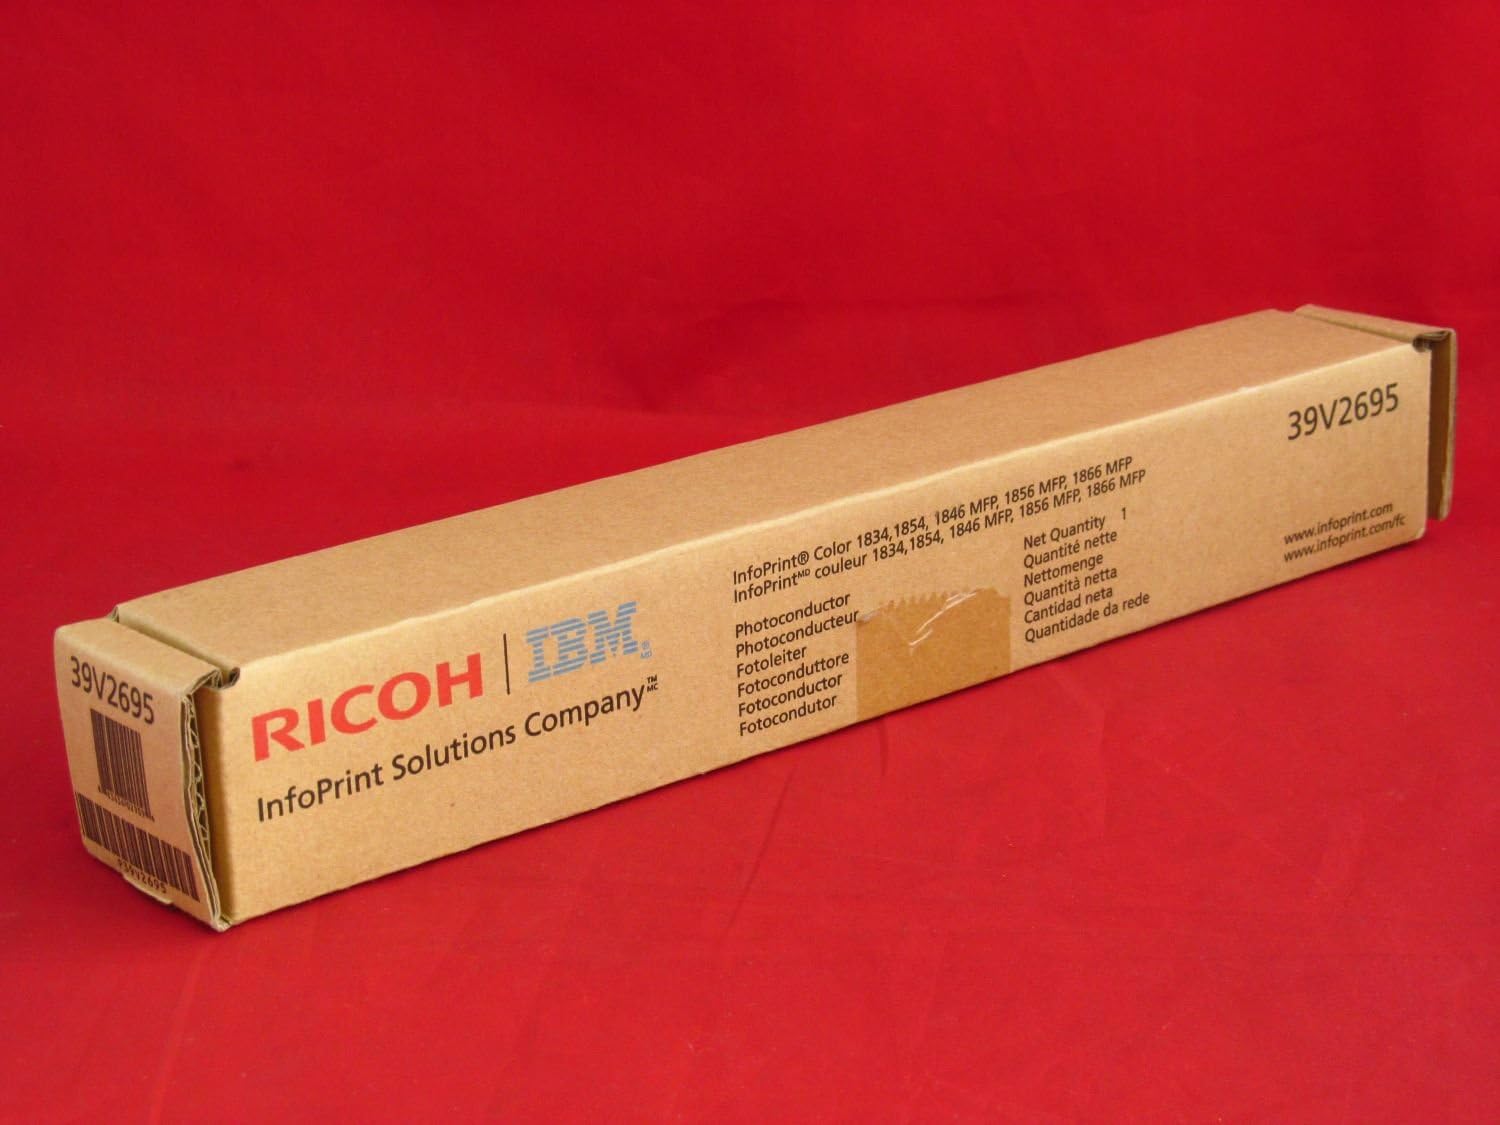 39V2695
P39V2695
RICOH | IBM®
InfoPrint Solutions Company™ MC
InfoPrint® Color 1834,1854, 1846 MFP, 1856 MFP, 1866 MFP
InfoPrintMD couleur 1834,1854, 1846 MFP, 1856 MFP, 1866 MFP
Photoconductor
Photoconducteur
Fotoleiter
Fotoconduttore
Fotoconductor
Fotocondutor
Net Quantity 1
Quantité nette
Nettomenge
Quantità netta
Cantidad neta
Quantidade da rede
39V2695
www.infoprint.com
www.infoprint.com/fc